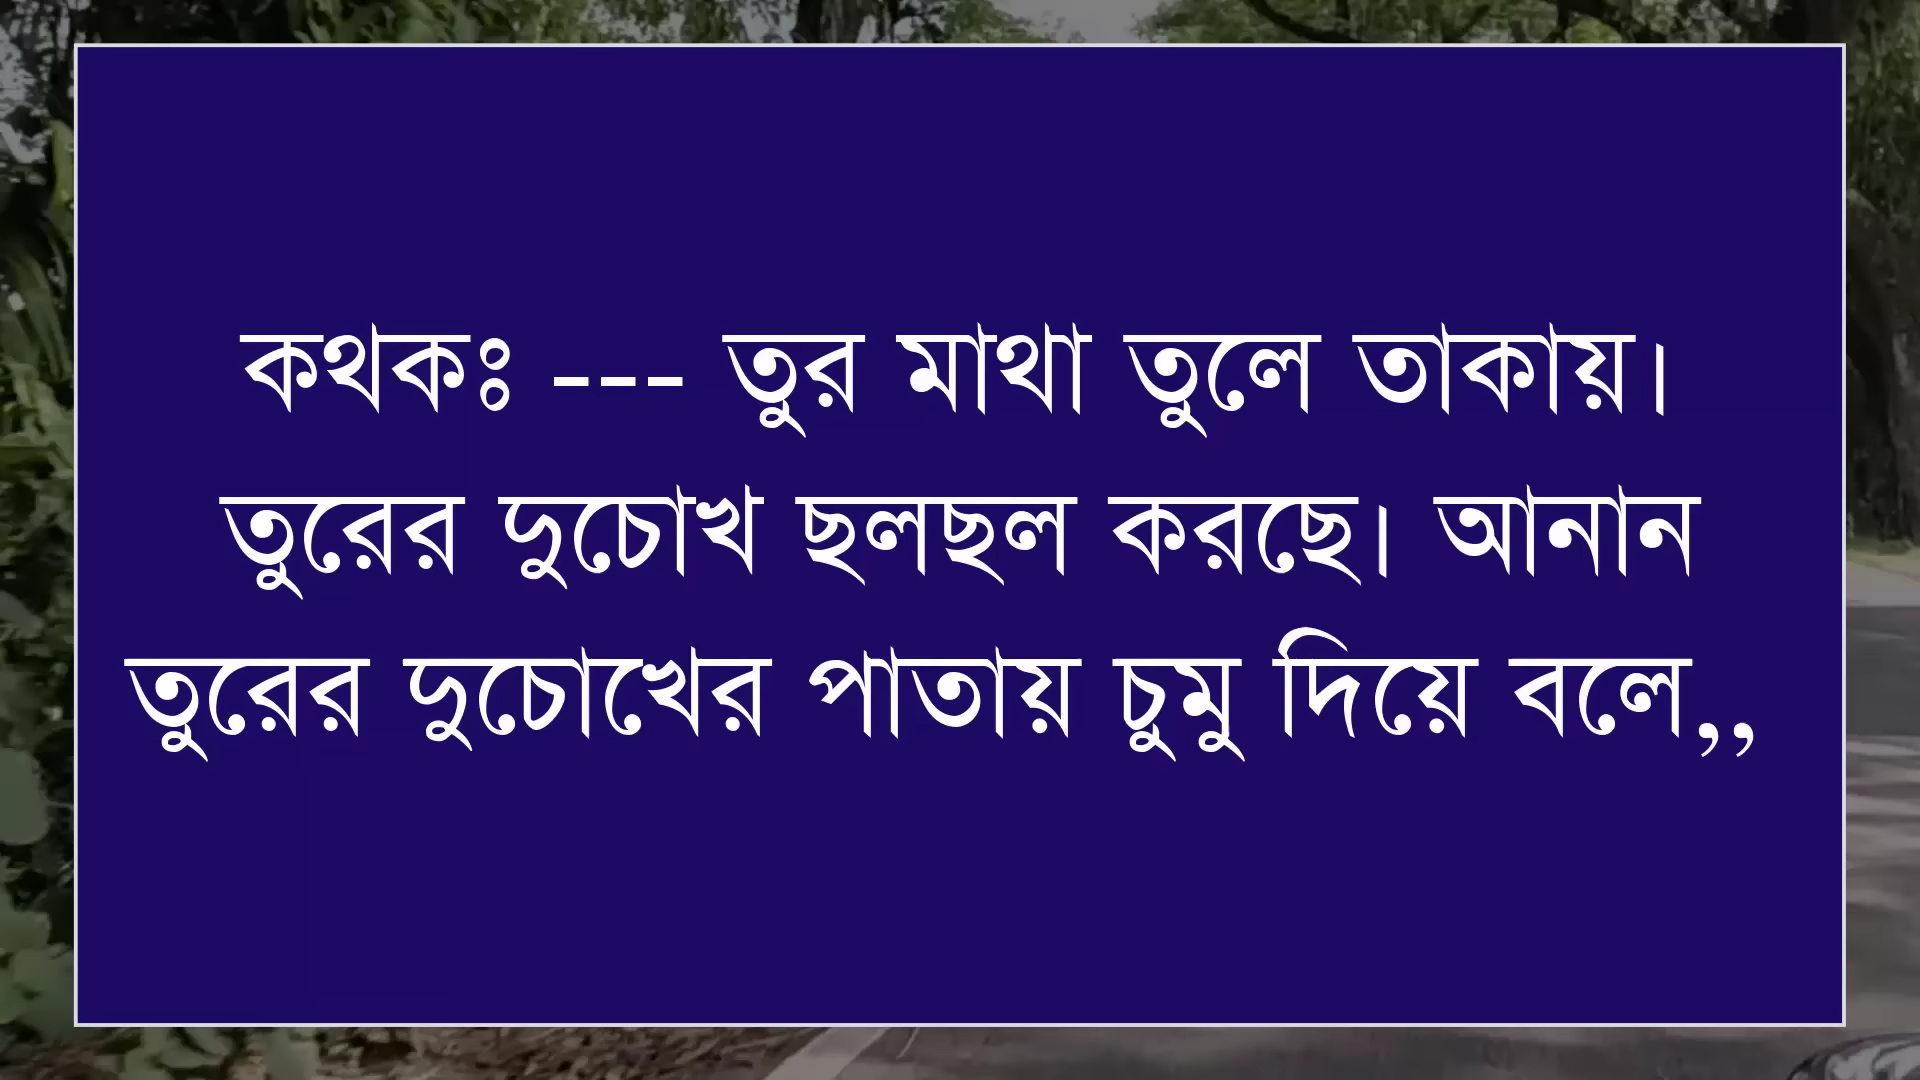 কথকঃ --- তুর মাথা তুলে তাকায়।
তুরের দুচোখ ছলছল করছে। আনান
তুরের দুচোখের পাতায় চুমু দিয়ে বলে,,